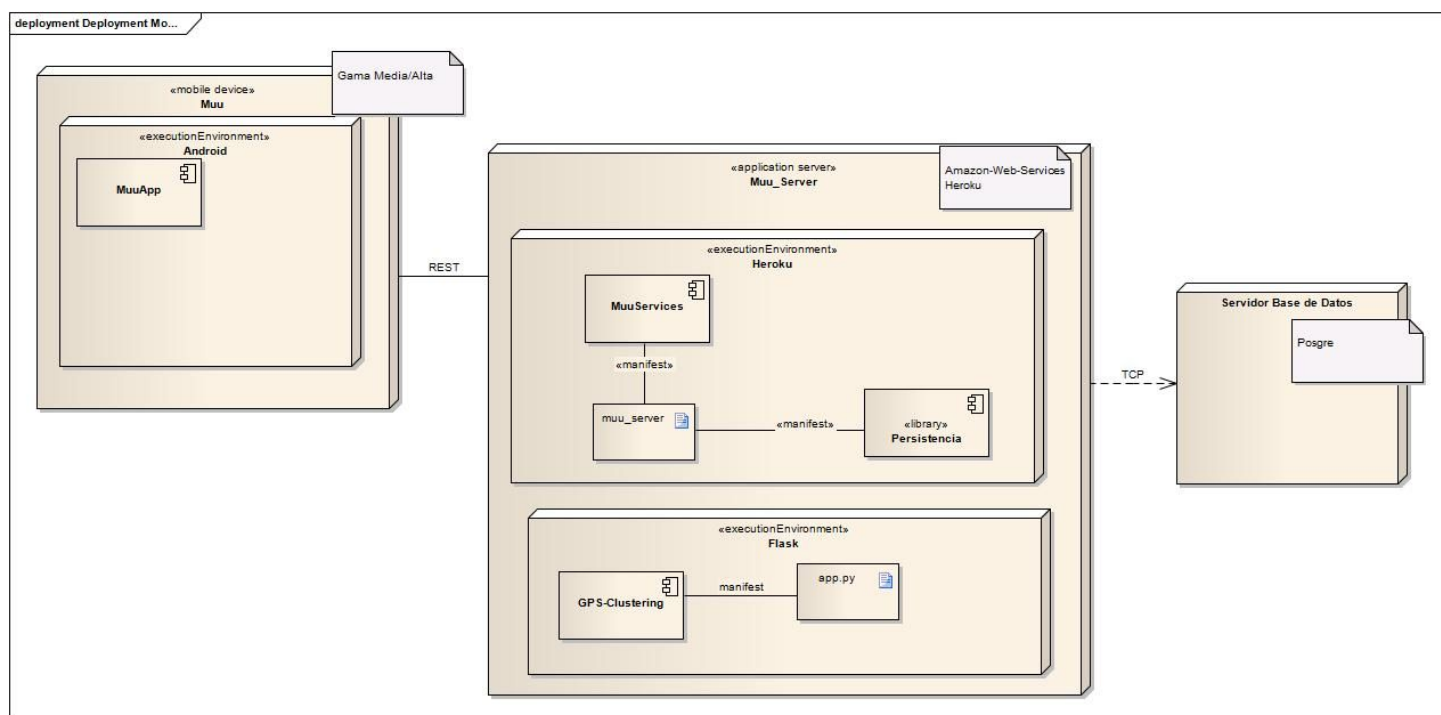 deployment Deployment Mo...
Gama Media/Alta
«mobile device»
Muu
«executionEnvironment»
Android
MuuApp
REST
«application server»
Muu_Server
Amazon-Web-Services
Heroku
«executionEnvironment»
Heroku
MuuServices
«manifest»
muu_server
«manifest»
«library»
Persistencia
«executionEnvironment»
Flask
GPS-Clustering
manifest
app.py
TCP
Servidor Base de Datos
Posgre